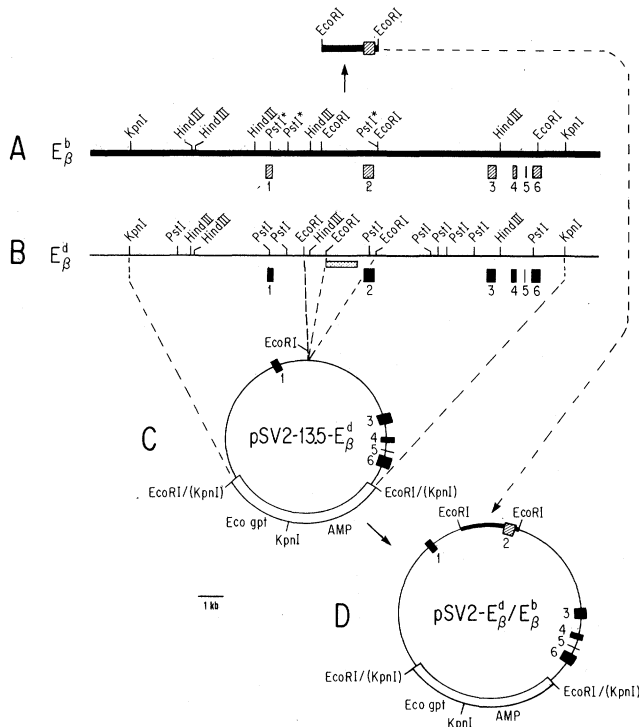 EcoRI EcoRI
KpnI HindIII HindIII HindIII PstI* PstI* HindIII EcoRI PstI* EcoRI HindIII EcoRI KpnI
A E b β
1 2 3 4 5 6
KpnI PstI HindIII HindIII PstI PstI EcoRI HindIII EcoRI PstI EcoRI PstI PstI PstI PstI HindIII PstI KpnI
B E d β
1 2 3 4 5 6
EcoRI
1
C pSV2-13.5-E d β
3
4
5
6
EcoRI/(KpnI) EcoRI/(KpnI)
Eco gpt KpnI AMP
EcoRI EcoRI
1 2
1 kb
D pSV2-E d β /E b β
3
4
5
6
EcoRI/(KpnI) EcoRI/(KpnI)
Eco gpt KpnI AMP